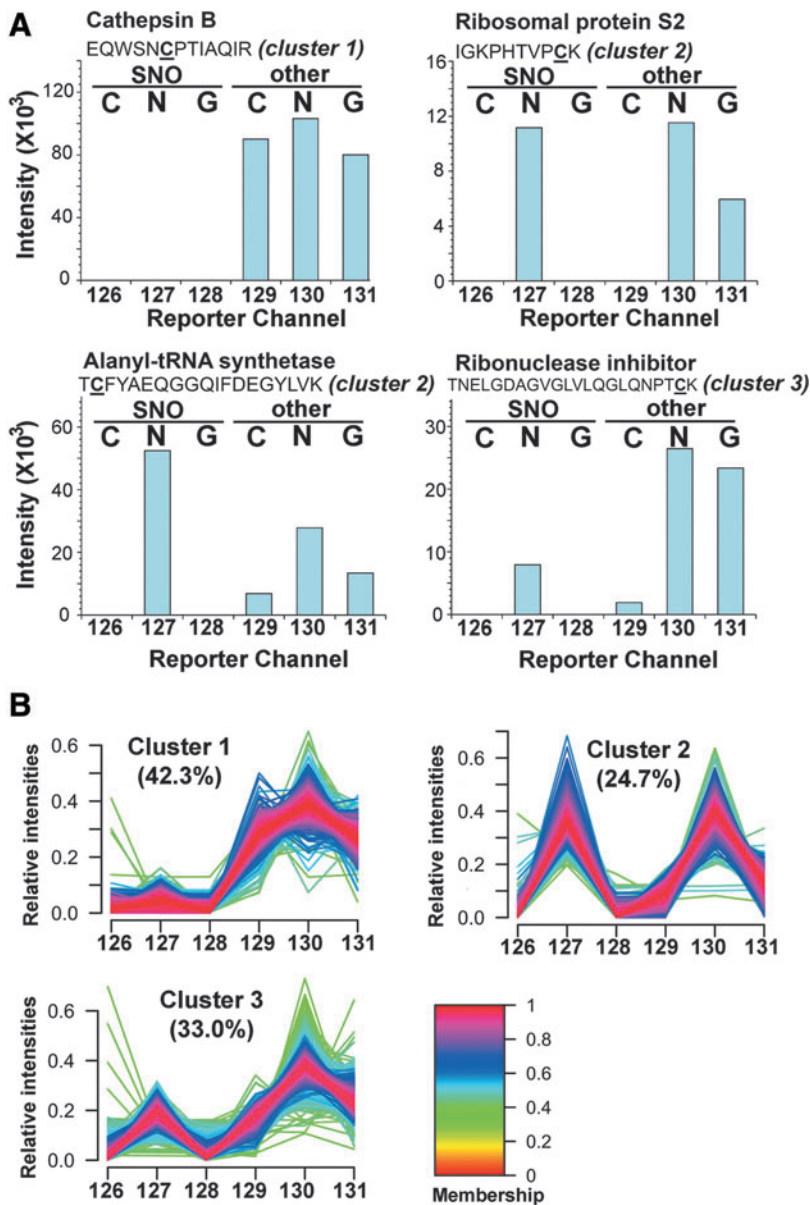 A
Cathepsin B
EQWSNCPTIAQIR (cluster 1)
SNO other
C N G C N G
Intensity (X10³)
120
80
40
0
126 127 128 129 130 131
Reporter Channel
Ribosomal protein S2
IGKPHTVPCK (cluster 2)
SNO other
C N G C N G
16
12
8
4
0
126 127 128 129 130 131
Reporter Channel
Alanyl-tRNA synthetase
TCFYAEQGGQIFDEGYLVK (cluster 2)
SNO other
C N G C N G
Intensity (X10³)
60
40
20
0
126 127 128 129 130 131
Reporter Channel
Ribonuclease inhibitor
TNELGDAGVGLVLQGLQNPTCK (cluster 3)
SNO other
C N G C N G
30
20
10
0
126 127 128 129 130 131
Reporter Channel
B
Cluster 1
(42.3%)
Relative intensities
0.6
0.4
0.2
0.0
126 127 128 129 130 131
Cluster 2
(24.7%)
Relative intensities
0.6
0.4
0.2
0.0
126 127 128 129 130 131
Cluster 3
(33.0%)
Relative intensities
0.6
0.4
0.2
0.0
126 127 128 129 130 131
1
0.8
0.6
0.4
0.2
0
Membership